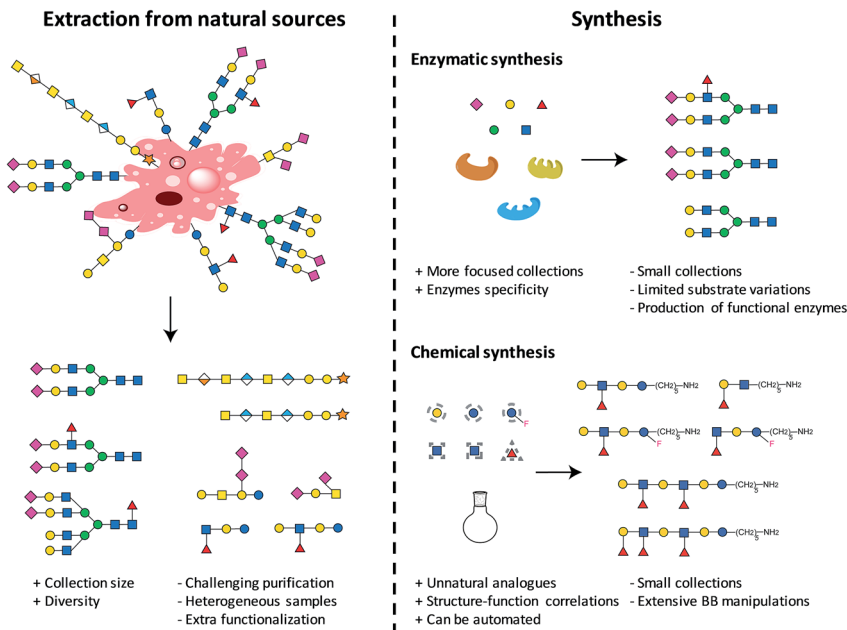 Extraction from natural sources
+ Collection size
+ Diversity
- Challenging purification
- Heterogeneous samples
- Extra functionalization
Synthesis
Enzymatic synthesis
+ More focused collections
+ Enzymes specificity
- Small collections
- Limited substrate variations
- Production of functional enzymes
Chemical synthesis
F
(CH2)5—NH2
(CH2)5—NH2
(CH2)5—NH2
F
(CH2)5—NH2
F
(CH2)5—NH2
(CH2)5—NH2
+ Unnatural analogues
+ Structure-function correlations
+ Can be automated
- Small collections
- Extensive BB manipulations